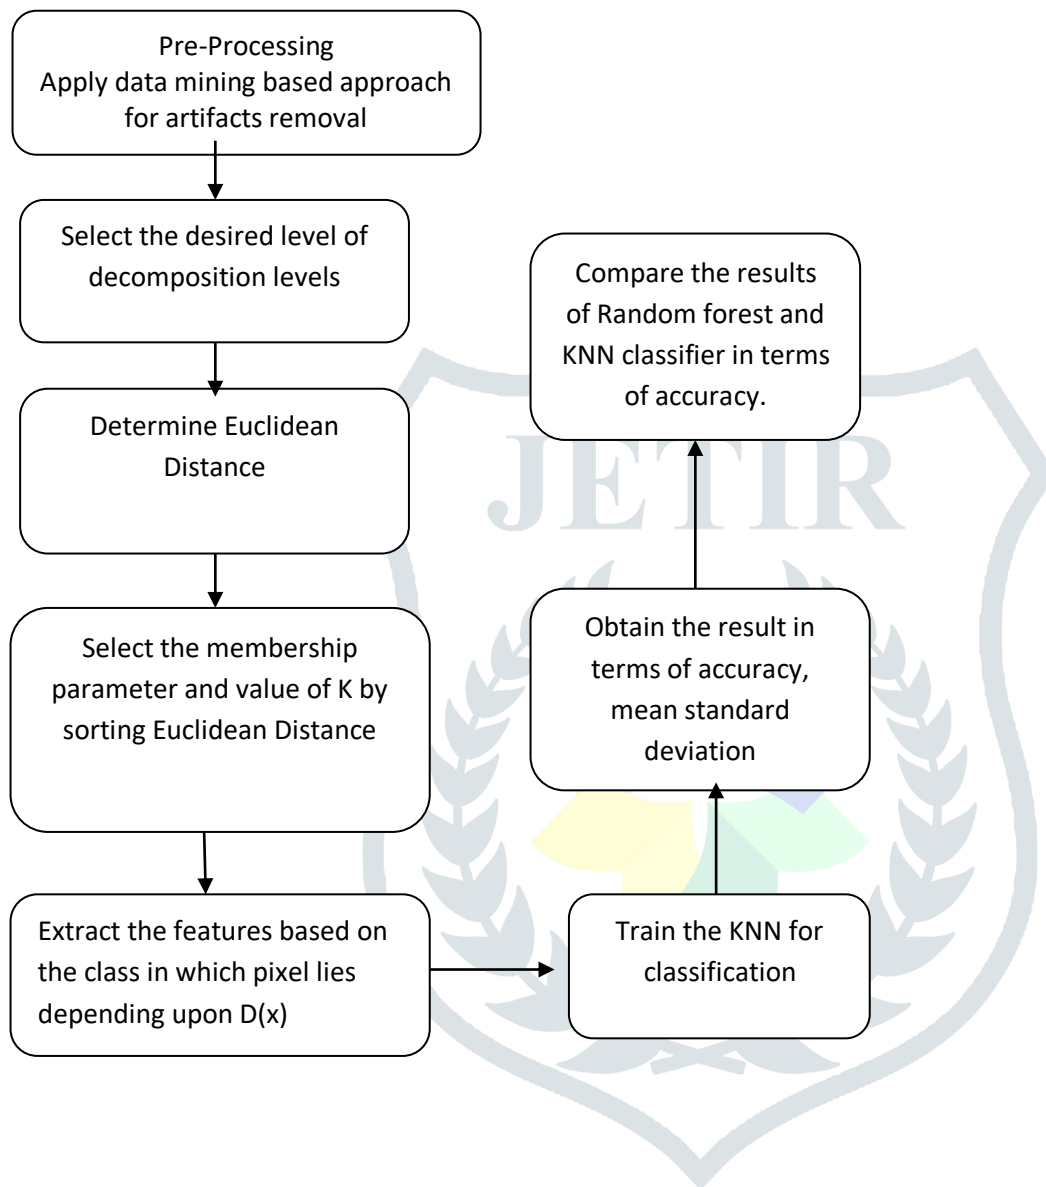 Pre-Processing
Apply data mining based approach
for artifacts removal
Select the desired level of
decomposition levels
Determine Euclidean
Distance
Select the membership
parameter and value of K by
sorting Euclidean Distance
Extract the features based on
the class in which pixel lies
depending upon D(x)
Train the KNN for
classification
Obtain the result in
terms of accuracy,
mean standard
deviation
Compare the results
of Random forest and
KNN classifier in terms
of accuracy.
JETIR